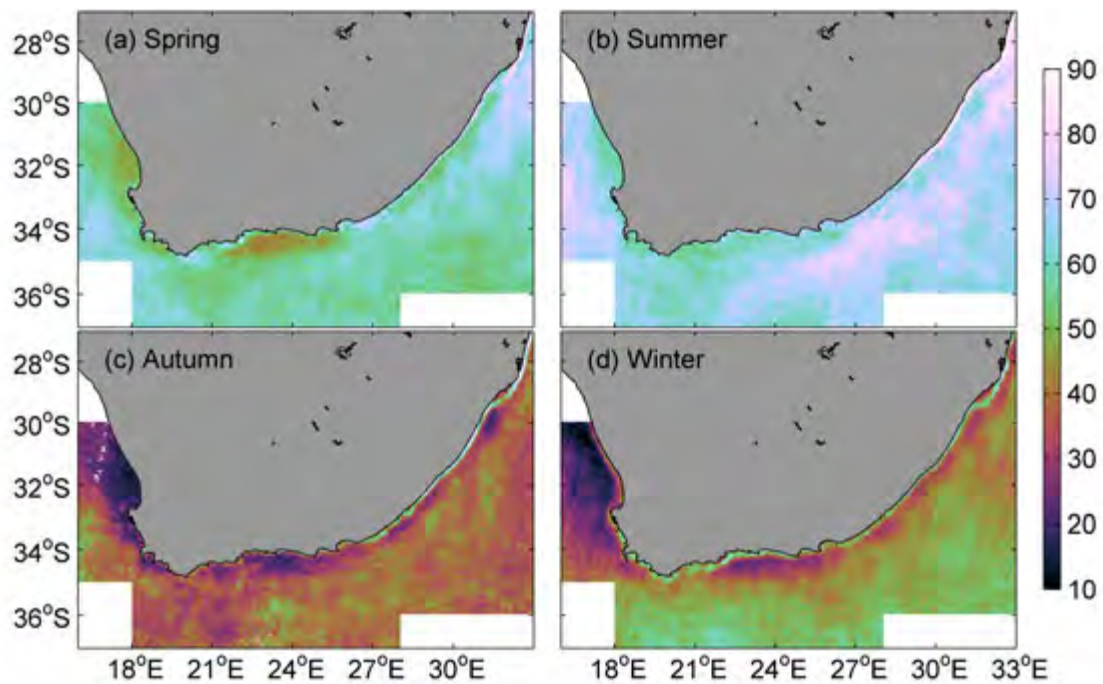 (a) Spring
(b) Summer
28°S
30°S
32°S
34°S
36°S
90
80
70
60
50
40
30
20
10
(c) Autumn
(d) Winter
28°S
30°S
32°S
34°S
36°S
18°E 21°E 24°E 27°E 30°E
18°E 21°E 24°E 27°E 30°E 33°E